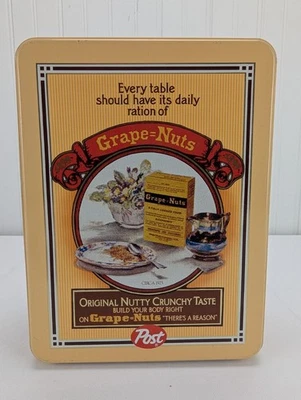 Every table
should have its daily
ration of
Grape=Nuts
Grape-Nuts
ORIGINAL NUTTY CRUNCHY TASTE
BUILD YOUR BODY RIGHT
ON Grape-Nuts "THERE'S A REASON"
Post